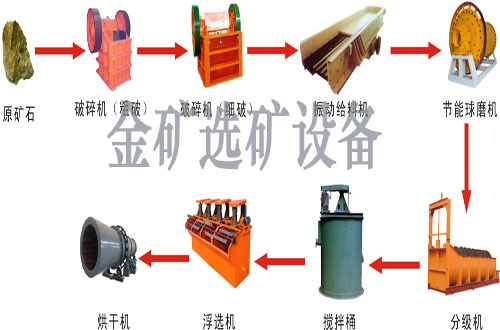 原矿石
破碎机（粗破）
破碎机（细破）
振动给料机
节能球磨机
金矿选矿设备
烘干机
浮选机
搅拌桶
分级机